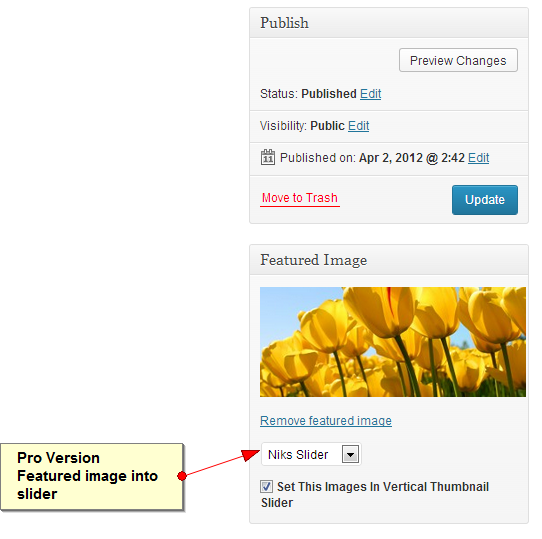 Publish
Preview Changes
Status: Published Edit
Visibility: Public Edit
11 Published on: Apr 2, 2012 @ 2:42 Edit
Move to Trash
Update
Featured Image
Remove featured image
Pro Version
Featured image into
slider
Niks Slider
Set This Images In Vertical Thumbnail
Slider